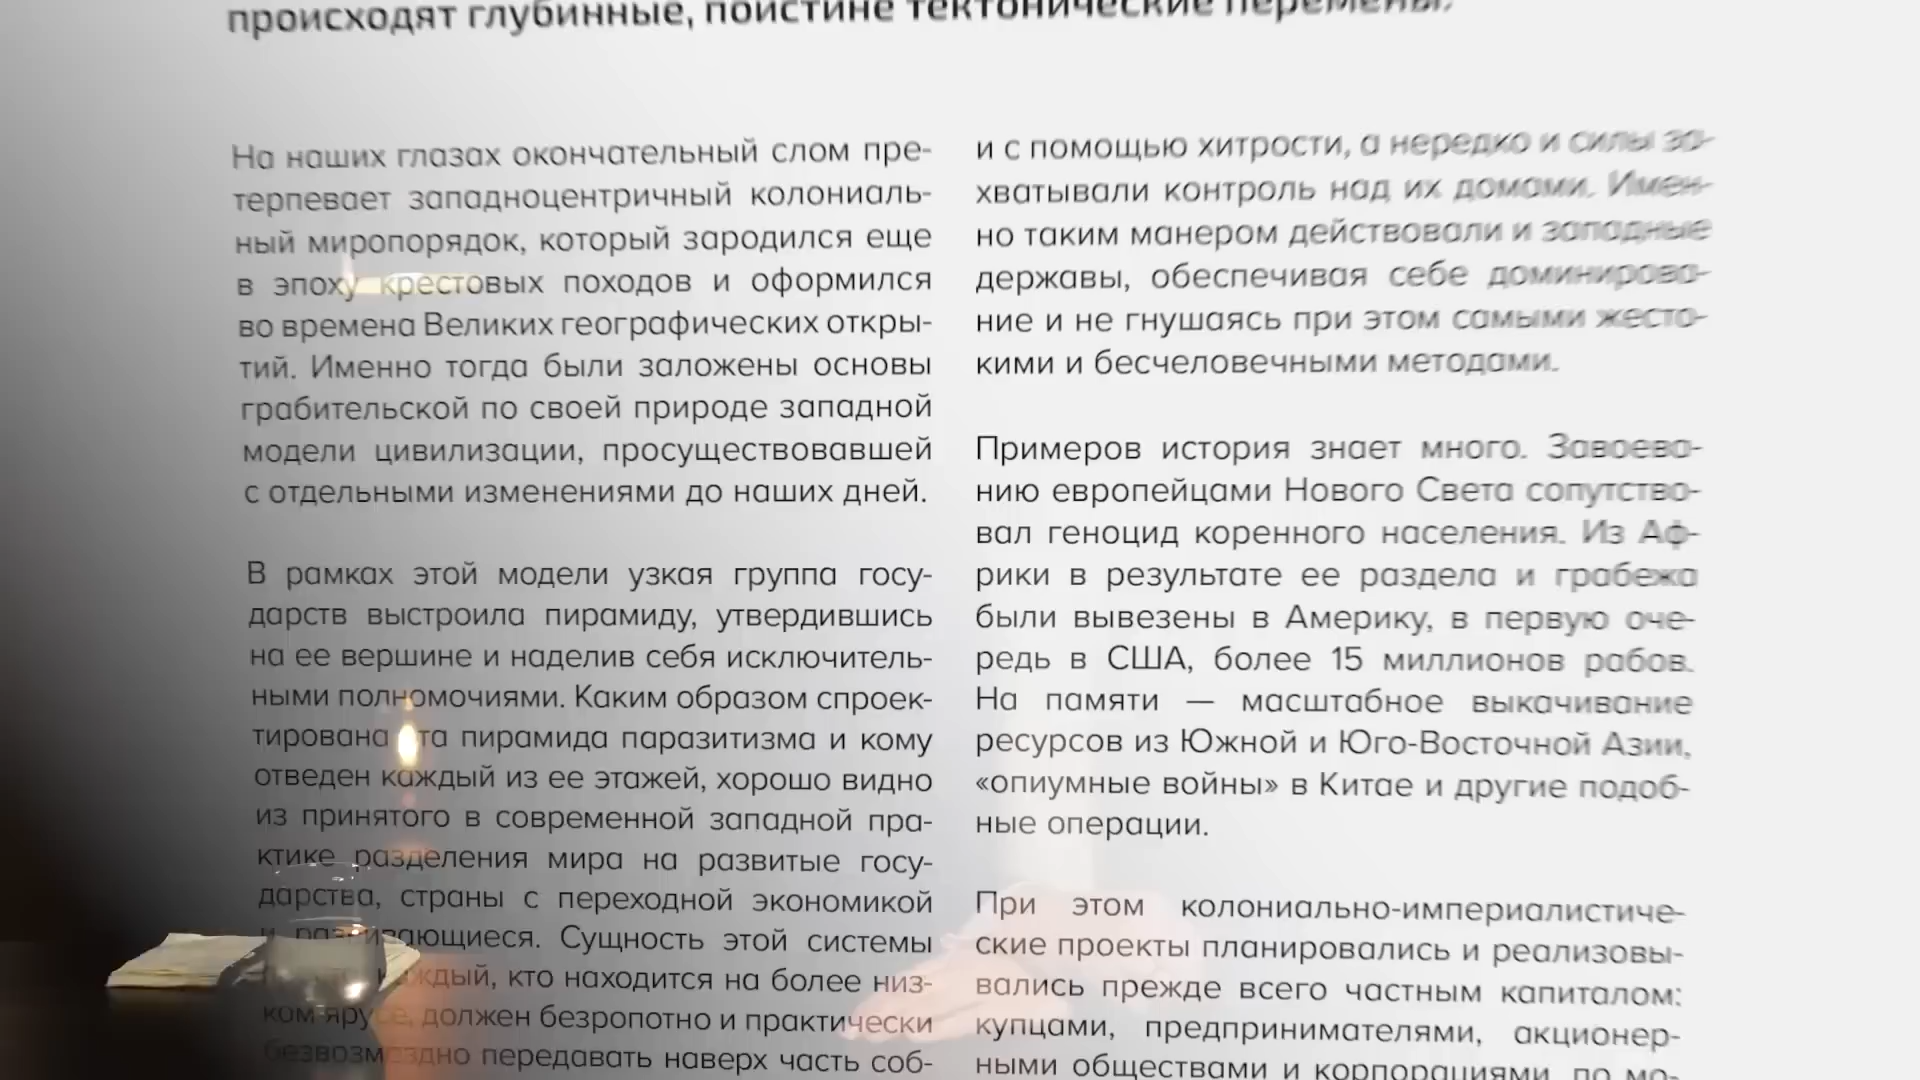 происходят глубинные, поистине тектонические перемены.
На наших глазах окончательный слом пре-
терпевает западноцентричный колониаль-
ный миропорядок, который зародился еще
в эпоху крестовых походов и оформился
во времена Великих географических откры-
тий. Именно тогда были заложены основы
грабительской по своей природе западной
модели цивилизации, просуществовавшей
с отдельными изменениями до наших дней.
В рамках этой модели узкая группа госу-
дарств выстроила пирамиду, утвердившись
на ее вершине и наделив себя исключитель-
ными полномочиями. Каким образом спроек-
тирована эта пирамида паразитизма и кому
отведен каждый из ее этажей, хорошо видно
из принятого в современной западной пра-
ктике разделения мира на развитые госу-
дарства, страны с переходной экономикой
и развивающиеся. Сущность этой системы
каждый, кто находится на более низ-
ком ярусе, должен безропотно и практически
безвозмездно передавать наверх часть соб-
и с помощью хитрости, а нередко и силы за-
хватывали контроль над их домами. Имен-
но таким манером действовали и западные
державы, обеспечивая себе доминирова-
ние и не гнушаясь при этом самыми жесто-
кими и бесчеловечными методами.
Примеров история знает много. Завоева-
нию европейцами Нового Света сопутство-
вал геноцид коренного населения. Из Аф-
рики в результате ее раздела и грабежа
были вывезены в Америку, в первую оче-
редь в США, более 15 миллионов рабов.
На памяти — масштабное выкачивание
ресурсов из Южной и Юго-Восточной Азии,
«опиумные войны» в Китае и другие подоб-
ные операции.
При этом колониально-империалистиче-
ские проекты планировались и реализовы-
вались прежде всего частным капиталом:
купцами, предпринимателями, акционер-
ными обществами и корпорациями, по мо-